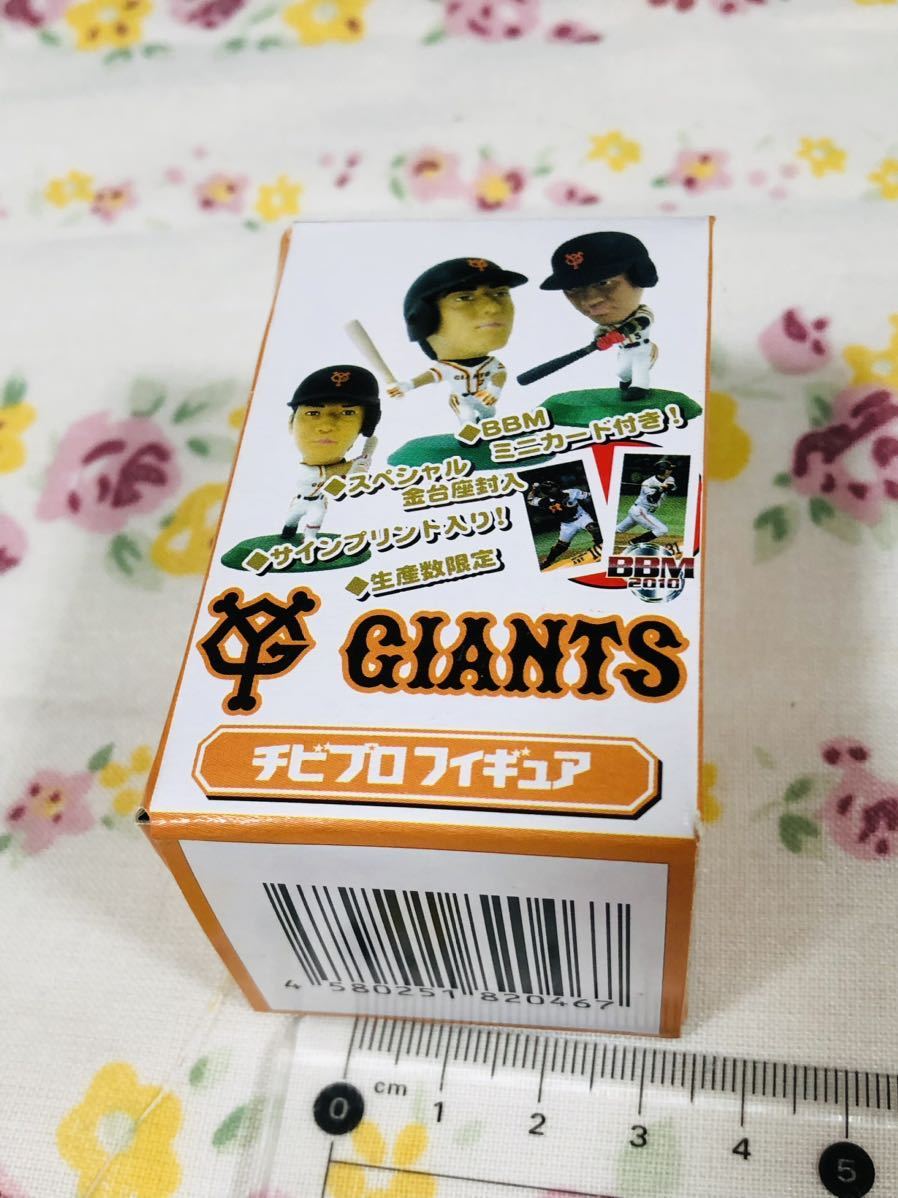 GIANTS
S
◆BBM
ミニカード付き！
◆スペシャル
金台座封入
◆サインプリント入り！
◆生産数限定
BBM
2010
YG GIANTS
チビプロフィギュア
4 580251 820467
0 cm 1 2 3 4 5